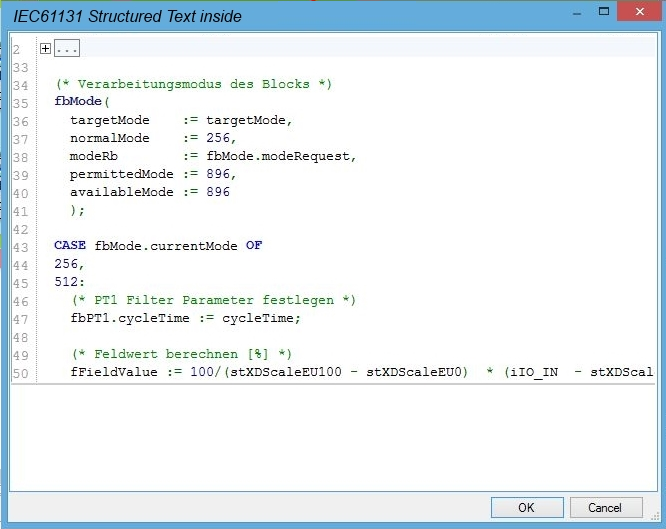 IEC61131 Structured Text inside
2 ...
33
34 (* Verarbeitungsmodus des Blocks *)
35 fbMode(
36 targetMode := targetMode,
37 normalMode := 256,
38 modeRb := fbMode.modeRequest,
39 permittedMode := 896,
40 availableMode := 896
41 );
42
43 CASE fbMode.currentMode OF
44 256,
45 512:
46 (* PT1 Filter Parameter festlegen *)
47 fbPT1.cycleTime := cycleTime;
48
49 (* Feldwert berechnen [%] *)
50 fFieldValue := 100/(stXDScaleEU100 - stXDScaleEU0) * (iIO_IN - stXDScal
OK Cancel